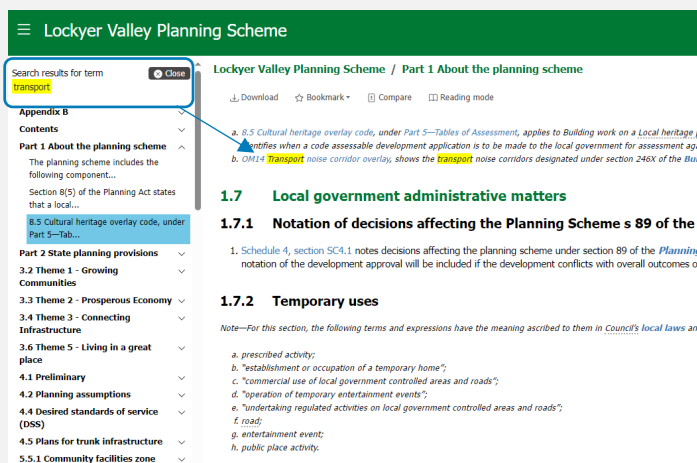 Lockyer Valley Planning Scheme
Search results for term
Close
transport
Appendix B
Contents
Part 1 About the planning scheme
The planning scheme includes the
following component...
Section 8(5) of the Planning Act states
that a local...
8.5 Cultural heritage overlay code, under
Part 5—Tab...
Part 2 State planning provisions
3.2 Theme 1 - Growing
Communities
3.3 Theme 2 - Prosperous Economy
3.4 Theme 3 - Connecting
Infrastructure
3.6 Theme 5 - Living in a great
place
4.1 Preliminary
4.2 Planning assumptions
4.4 Desired standards of service
(DSS)
4.5 Plans for trunk infrastructure
5.5.1 Community facilities zone
Lockyer Valley Planning Scheme / Part 1 About the planning scheme
Download Bookmark Compare Reading mode
a. 8.5 Cultural heritage overlay code, under Part 5—Tables of Assessment, applies to Building work on a Local heritage
identifies when a code assessable development application is to be made to the local government for assessment
b. OM14 Transport noise corridor overlay, shows the transport noise corridors designated under section 246X of the
1.7 Local government administrative matters
1.7.1 Notation of decisions affecting the Planning Scheme s 89 of the
1. Schedule 4, section SC4.1 notes decisions affecting the planning scheme under section 89 of the
notation of the development approval will be included if the development conflicts with overall outcomes
1.7.2 Temporary uses
Note—For this section, the following terms and expressions have the meaning ascribed to them in Council's local laws
a. prescribed activity;
b. "establishment or occupation of a temporary home";
c. "commercial use of local government controlled areas and roads";
d. "operation of temporary entertainment events";
e. "undertaking regulated activities on local government controlled areas and roads";
f. road;
g. entertainment event;
h. public place activity.